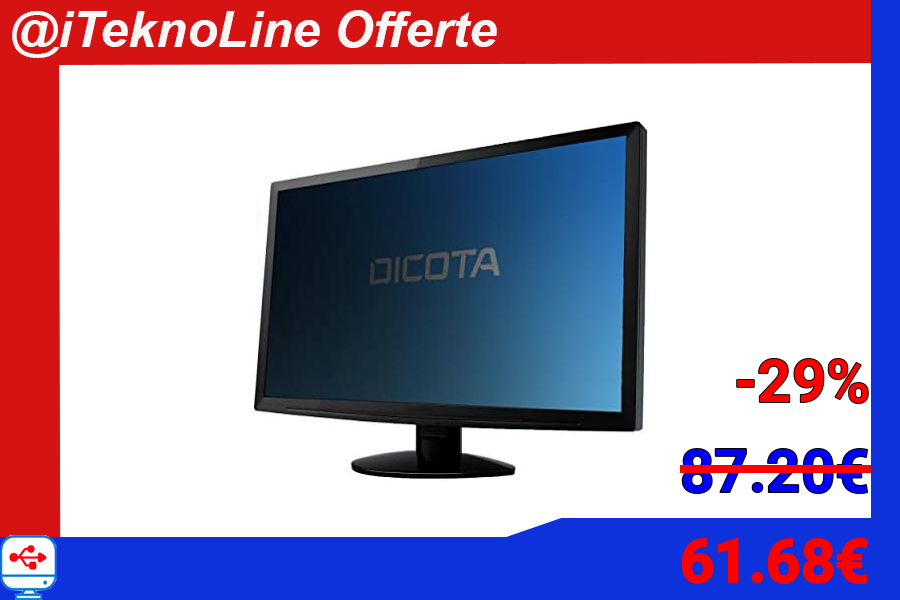 @iTeknoLine Offerte
DICOTA
-29%
87.20€
61.68€